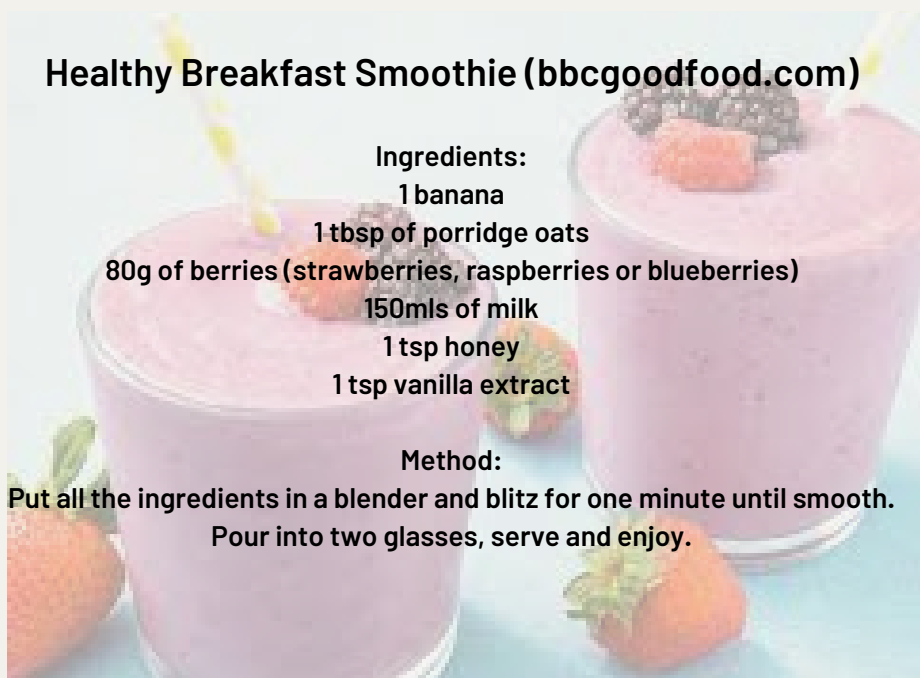 Healthy Breakfast Smoothie (bbcgoodfood.com)
Ingredients:
1 banana
1 tbsp of porridge oats
80g of berries (strawberries, raspberries or blueberries)
150mls of milk
1 tsp honey
1 tsp vanilla extract
Method:
Put all the ingredients in a blender and blitz for one minute until smooth.
Pour into two glasses, serve and enjoy.